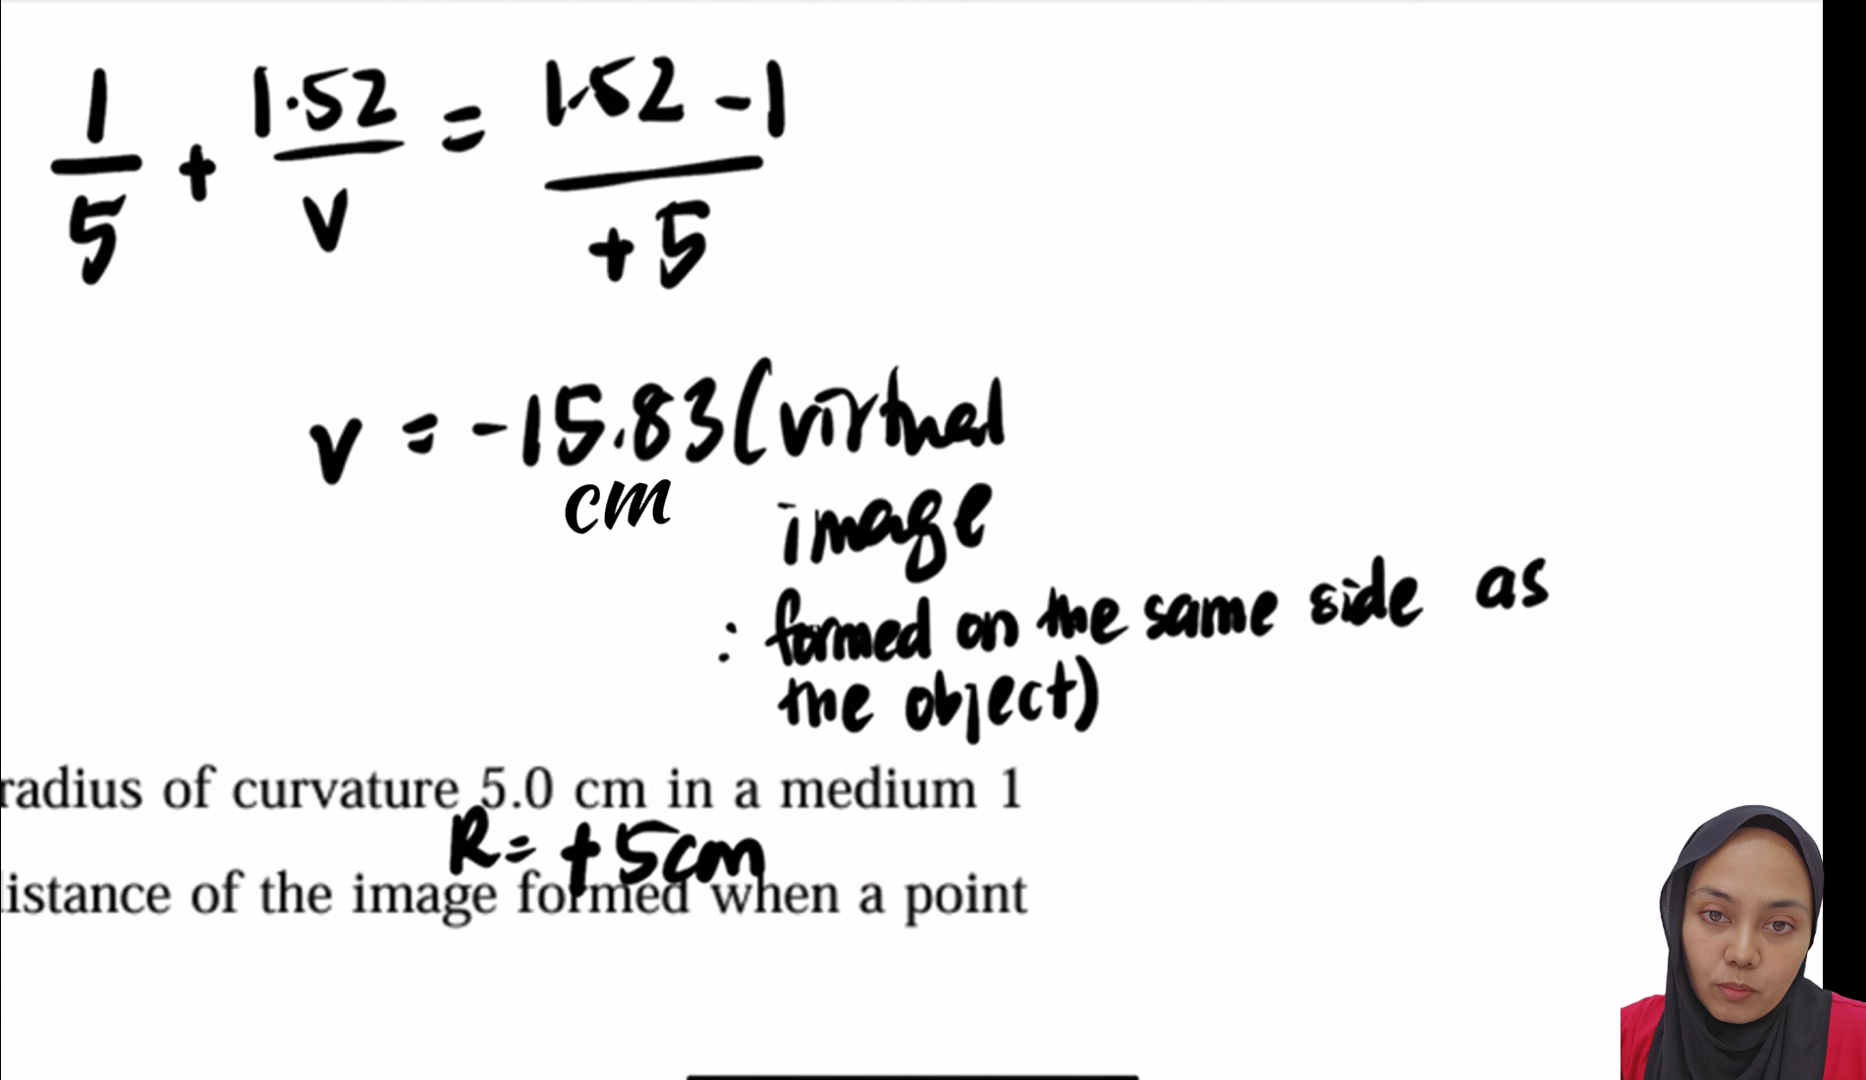 1/5 + 1.52/v = 1.52 - 1/+5
v = -15.83 (virtual
cm image
: formed on the same side as
the object)
radius of curvature 5.0 cm in a medium 1
R = +5cm
istance of the image formed when a point